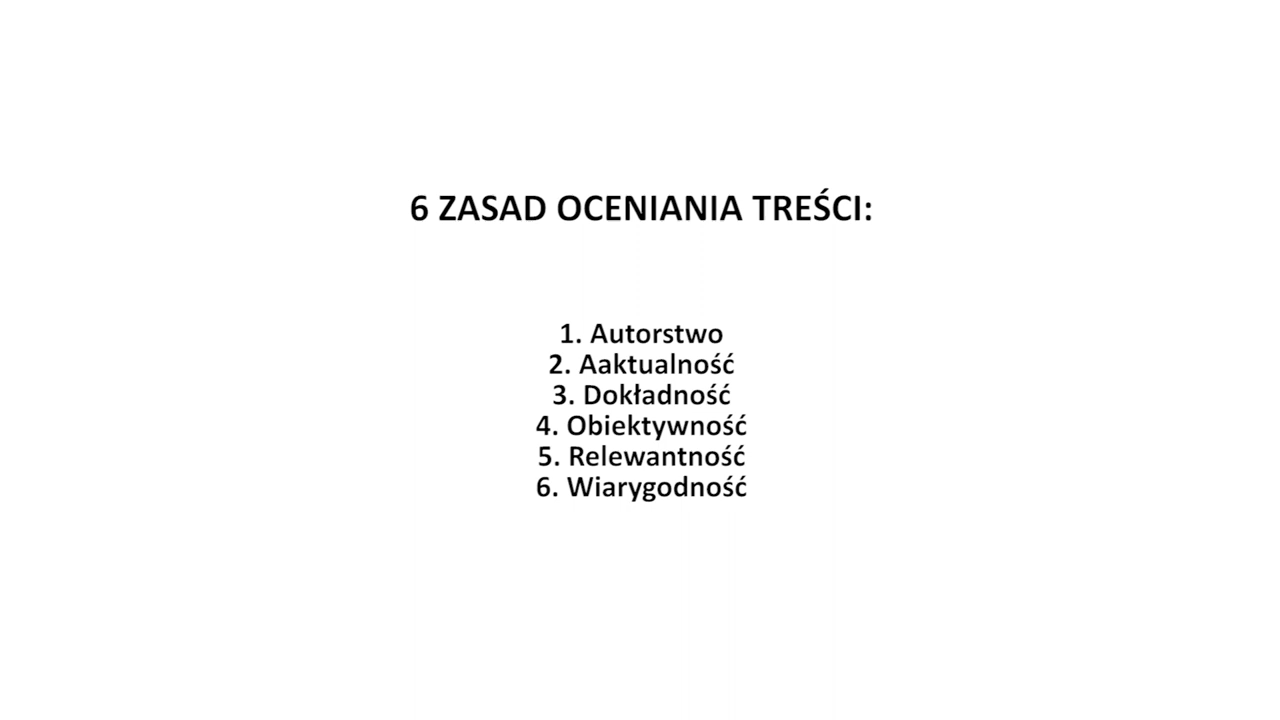 6 ZASAD OCENIANIA TREŚCI:
1. Autorstwo
2. Aaktualność
3. Dokładność
4. Obiektywność
5. Relewantność
6. Wiarygodność